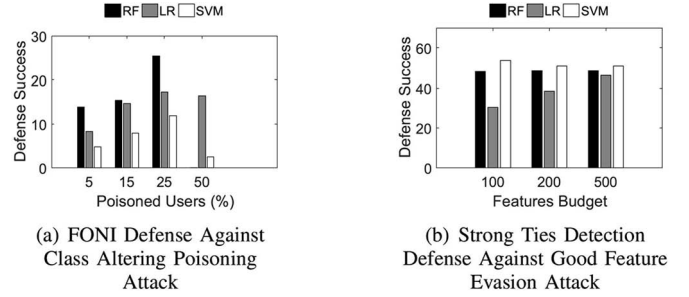 RF LR SVM
30
20
10
0
Defense Success
5 15 25 50
Poisoned Users (%)
(a) FONI Defense Against
Class Altering Poisoning
Attack
RF LR SVM
60
40
20
0
Defense Success
100 200 500
Features Budget
(b) Strong Ties Detection
Defense Against Good Feature
Evasion Attack